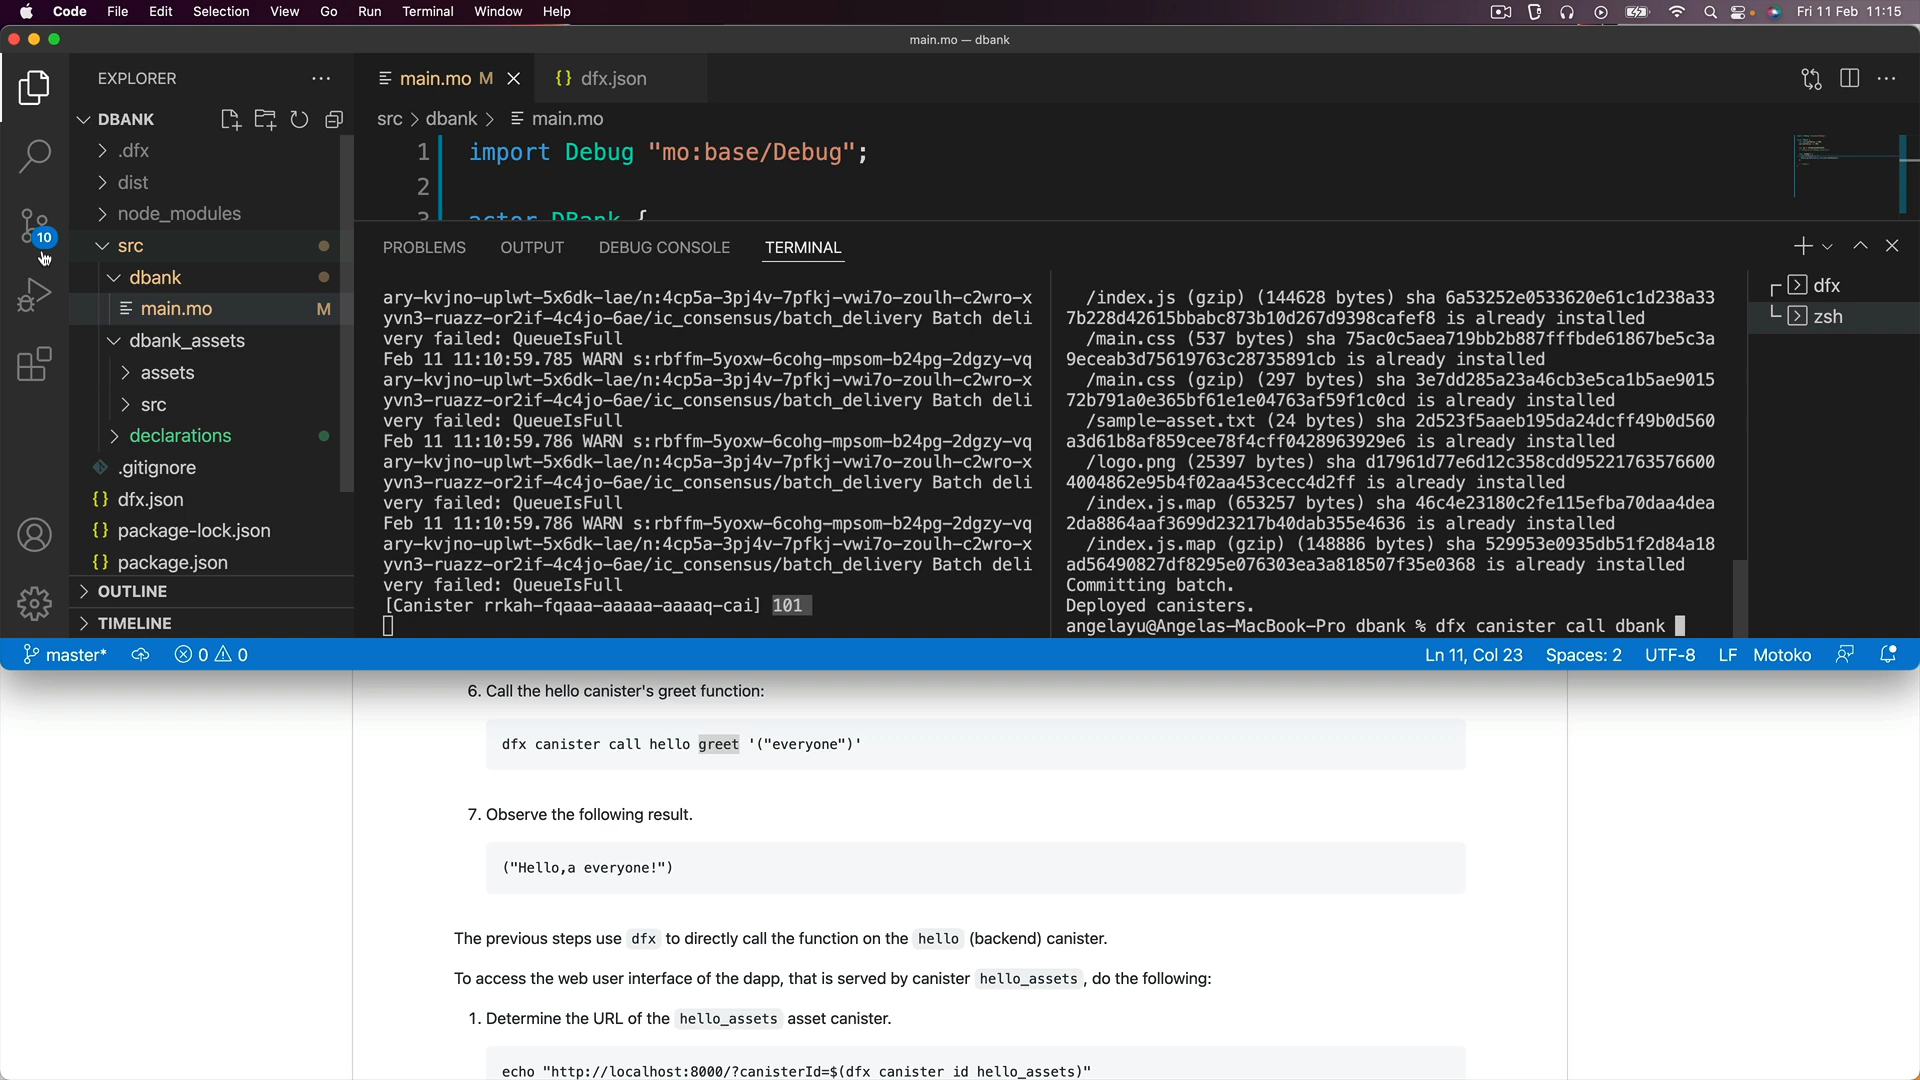 Code File Edit Selection View Go Run Terminal Window Help
Fri 11 Feb 11:15
main.mo — dbank
EXPLORER
DBANK
.dfx
dist
node_modules
10
src
dbank
main.mo M
dbank_assets
assets
src
declarations
.gitignore
dfx.json
package-lock.json
package.json
OUTLINE
TIMELINE
main.mo M
dfx.json
src > dbank > main.mo
1 import Debug "mo:base/Debug";
2
3 actor DBank {
PROBLEMS OUTPUT DEBUG CONSOLE TERMINAL
ary-kvjno-uplwt-5x6dk-lae/n:4cp5a-3pj4v-7pfkj-vwi7o-zoulh-c2wro-x
yvn3-ruazz-or2if-4c4jo-6ae/ic_consensus/batch_delivery Batch deli
very failed: QueueIsFull
Feb 11 11:10:59.785 WARN s:rbffm-5yoxw-6cohg-mpsom-b24pg-2dgzy-vq
ary-kvjno-uplwt-5x6dk-lae/n:4cp5a-3pj4v-7pfkj-vwi7o-zoulh-c2wro-x
yvn3-ruazz-or2if-4c4jo-6ae/ic_consensus/batch_delivery Batch deli
very failed: QueueIsFull
Feb 11 11:10:59.786 WARN s:rbffm-5yoxw-6cohg-mpsom-b24pg-2dgzy-vq
ary-kvjno-uplwt-5x6dk-lae/n:4cp5a-3pj4v-7pfkj-vwi7o-zoulh-c2wro-x
yvn3-ruazz-or2if-4c4jo-6ae/ic_consensus/batch_delivery Batch deli
very failed: QueueIsFull
Feb 11 11:10:59.786 WARN s:rbffm-5yoxw-6cohg-mpsom-b24pg-2dgzy-vq
ary-kvjno-uplwt-5x6dk-lae/n:4cp5a-3pj4v-7pfkj-vwi7o-zoulh-c2wro-x
yvn3-ruazz-or2if-4c4jo-6ae/ic_consensus/batch_delivery Batch deli
very failed: QueueIsFull
[Canister rrkah-fqaaa-aaaaa-aaaaq-cai] 101
/index.js (gzip) (144628 bytes) sha 6a53252e0533620e61c1d238a33
7b228d42615bbabc873b10d267d9398cafef8 is already installed
/main.css (537 bytes) sha 75ac0c5aea719bb2b887fffbde61867be5c3a
9eceab3d75619763c28735891cb is already installed
/main.css (gzip) (297 bytes) sha 3e7dd285a23a46cb3e5ca1b5ae9015
72b791a0e365bf61e1e04763af59f1c0cd is already installed
/sample-asset.txt (24 bytes) sha 2d523f5aaeb195da24dcff49b0d560
a3d61b8af859cee78f4cff0428963929e6 is already installed
/logo.png (25397 bytes) sha d17961d77e6d12c358cdd95221763576600
4004862e95b4f02aa453cecc4d2ff is already installed
/index.js.map (653257 bytes) sha 46c4e23180c2fe115efba70daa4dea
2da8864aaf3699d23217b40dab355e4636 is already installed
/index.js.map (gzip) (148886 bytes) sha 529953e0935db51f2d84a18
ad56490827df8295e076303ea3a818507f35e0368 is already installed
Committing batch.
Deployed canisters.
angelayu@Angelas-MacBook-Pro dbank % dfx canister call dbank
dfx
zsh
master* 0 0
Ln 11, Col 23 Spaces: 2 UTF-8 LF Motoko
6. Call the hello canister's greet function:
dfx canister call hello greet '("everyone")'
7. Observe the following result.
("Hello,a everyone!")
The previous steps use dfx to directly call the function on the hello (backend) canister.
To access the web user interface of the dapp, that is served by canister hello_assets , do the following:
1. Determine the URL of the hello_assets asset canister.
echo "http://localhost:8000/?canisterId=$(dfx canister id hello_assets)"